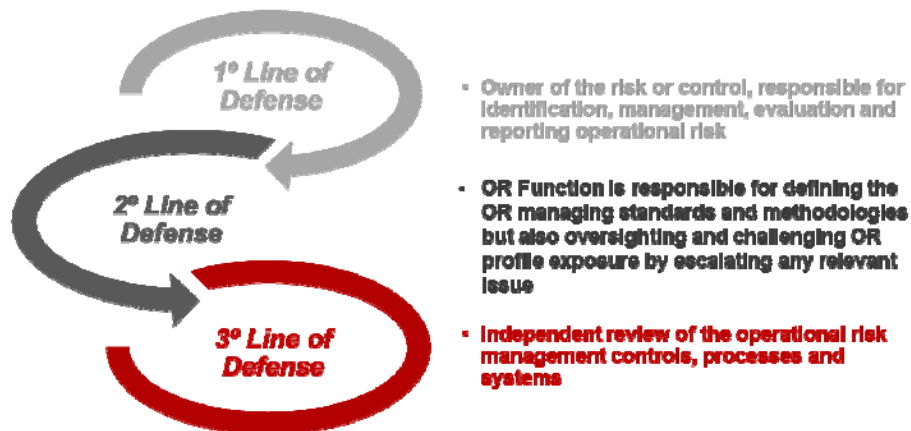 1º Line of
Defense
▪ Owner of the risk or control, responsible for
identification, management, evaluation and
reporting operational risk
2º Line of
Defense
▪ OR Function is responsible for defining the
OR managing standards and methodologies
but also oversighting and challenging OR
profile exposure by escalating any relevant
issue
3º Line of
Defense
▪ Independent review of the operational risk
management controls, processes and
systems